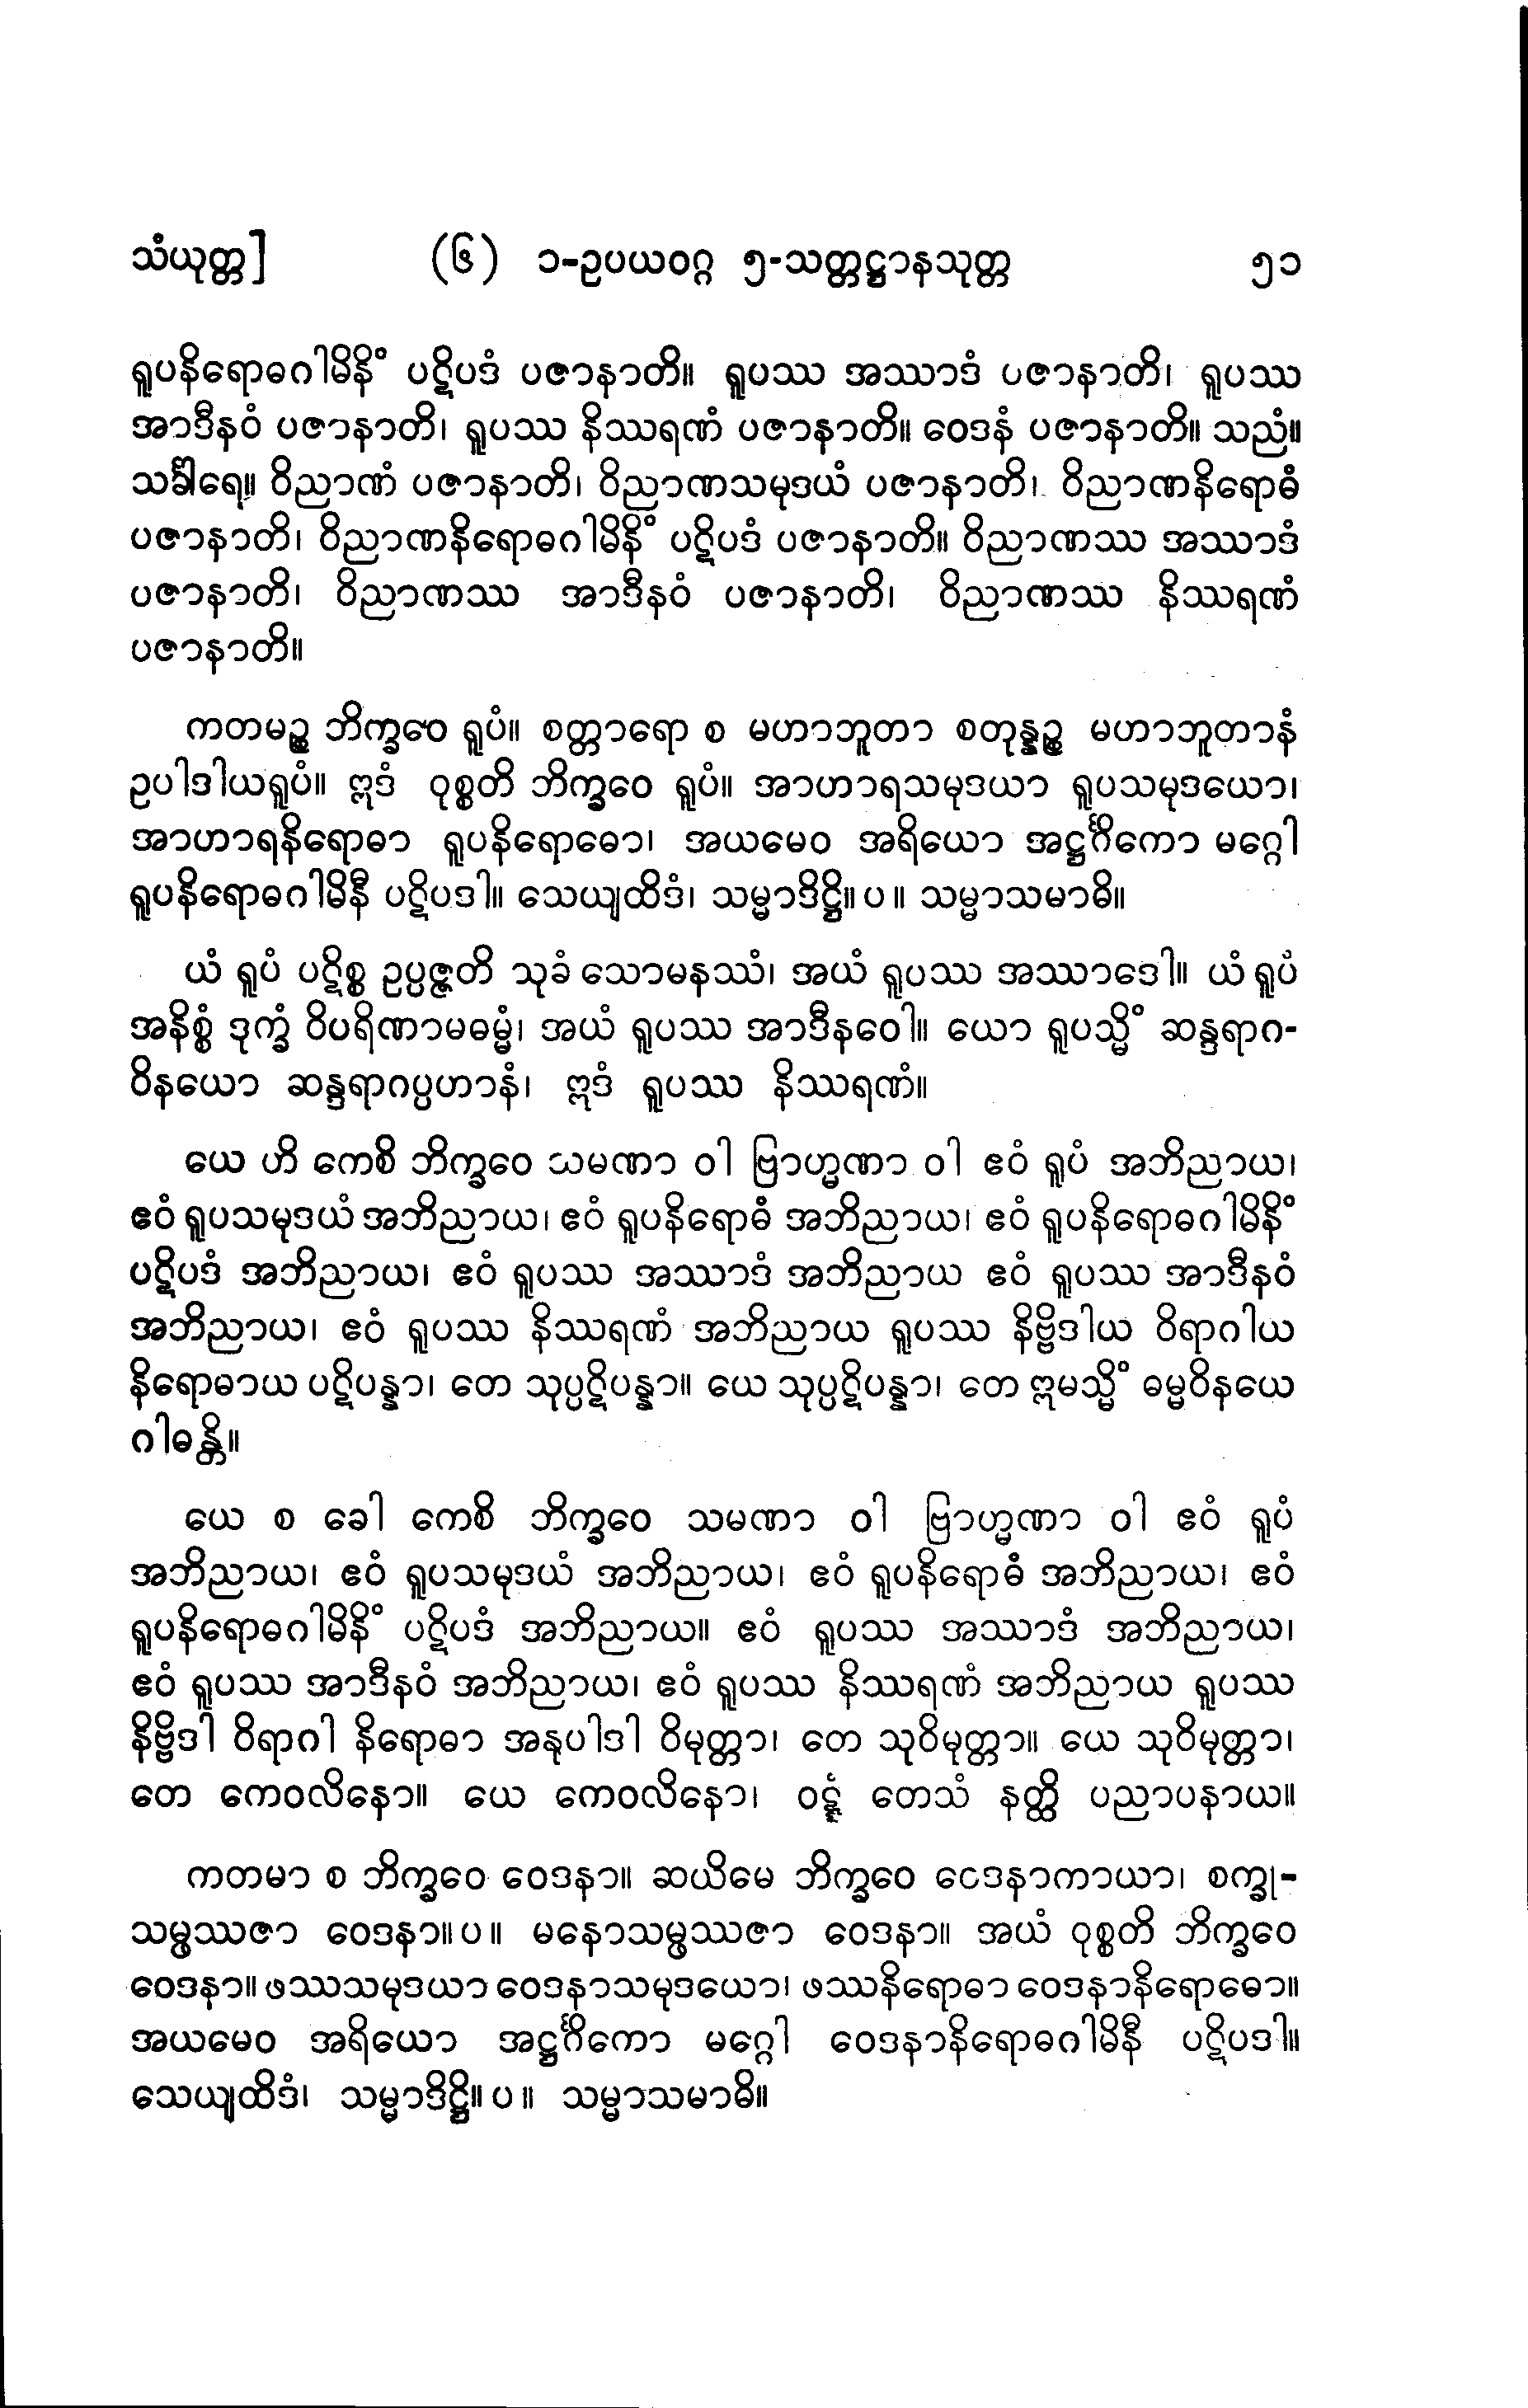 သံယုတ္တ] (၆) ၁-ဥပယဝဂ္ဂ ၅-သတ္တဋ္ဌာနသုတ္တ ၅၁
ရူပနိရောဓဂါမိနိံ ပဋိပဒံ ပဇာနာတိ။ ရူပဿ အဿာဒံ ပဇာနာတိ၊ ရူပဿ
အာဒီနဝံ ပဇာနာတိ၊ ရူပဿ နိဿရဏံ ပဇာနာတိ။ ဝေဒနံ ပဇာနာတိ။ သညံ။
သင်္ခါရေ။ ဝိညာဏံ ပဇာနာတိ၊ ဝိညာဏသမုဒယံ ပဇာနာတိ၊ ဝိညာဏနိရောဓံ
ပဇာနာတိ၊ ဝိညာဏနိရောဓဂါမိနိံ ပဋိပဒံ ပဇာနာတိ။ ဝိညာဏဿ အဿာဒံ
ပဇာနာတိ၊ ဝိညာဏဿ အာဒီနဝံ ပဇာနာတိ၊ ဝိညာဏဿ နိဿရဏံ
ပဇာနာတိ။
ကတမဉ္စ ဘိက္ခဝေ ရူပံ။ စတ္တာရော စ မဟာဘူတာ စတုန္နဉ္စ မဟာဘူတာနံ
ဥပါဒါယရူပံ။ ဣဒံ ဝုစ္စတိ ဘိက္ခဝေ ရူပံ။ အာဟာရသမုဒယာ ရူပသမုဒယော၊
အာဟာရနိရောဓာ ရူပနိရောဓော၊ အယမေဝ အရိယော အဋ္ဌင်္ဂိကော မဂ္ဂေါ
ရူပနိရောဓဂါမိနီ ပဋိပဒါ။ သေယျထိဒံ၊ သမ္မာဒိဋ္ဌိ။ ပ ။ သမ္မာသမာဓိ။
ယံ ရူပံ ပဋိစ္စ ဥပ္ပဇ္ဇတိ သုခံ သောမနဿံ၊ အယံ ရူပဿ အဿာဒေါ။ ယံ ရူပံ
အနိစ္စံ ဒုက္ခံ ဝိပရိဏာမဓမ္မံ၊ အယံ ရူပဿ အာဒီနဝေါ။ ယော ရူပသ္မိံ ဆန္ဒရာဂ-
ဝိနယော ဆန္ဒရာဂပ္ပဟာနံ၊ ဣဒံ ရူပဿ နိဿရဏံ။
ယေ ဟိ ကေစိ ဘိက္ခဝေ သမဏာ ဝါ ဗြာဟ္မဏာ ဝါ ဧဝံ ရူပံ အဘိညာယ၊
ဧဝံ ရူပသမုဒယံ အဘိညာယ၊ ဧဝံ ရူပနိရောဓံ အဘိညာယ၊ ဧဝံ ရူပနိရောဓဂါမိနိံ
ပဋိပဒံ အဘိညာယ၊ ဧဝံ ရူပဿ အဿာဒံ အဘိညာယ ဧဝံ ရူပဿ အာဒီနဝံ
အဘိညာယ၊ ဧဝံ ရူပဿ နိဿရဏံ အဘိညာယ ရူပဿ နိဗ္ဗိဒါယ ဝိရာဂါယ
နိရောဓာယ ပဋိပန္နာ၊ တေ သုပ္ပဋိပန္နာ။ ယေ သုပ္ပဋိပန္နာ၊ တေ ဣမသ္မိံ ဓမ္မဝိနယေ
ဂါဓန္တိ။
ယေ စ ခေါ ကေစိ ဘိက္ခဝေ သမဏာ ဝါ ဗြာဟ္မဏာ ဝါ ဧဝံ ရူပံ
အဘိညာယ၊ ဧဝံ ရူပသမုဒယံ အဘိညာယ၊ ဧဝံ ရူပနိရောဓံ အဘိညာယ၊ ဧဝံ
ရူပနိရောဓဂါမိနိံ ပဋိပဒံ အဘိညာယ။ ဧဝံ ရူပဿ အဿာဒံ အဘိညာယ၊
ဧဝံ ရူပဿ အာဒီနဝံ အဘိညာယ၊ ဧဝံ ရူပဿ နိဿရဏံ အဘိညာယ ရူပဿ
နိဗ္ဗိဒါ ဝိရာဂါ နိရောဓာ အနုပါဒါ ဝိမုတ္တာ၊ တေ သုဝိမုတ္တာ။ ယေ သုဝိမုတ္တာ၊
တေ ကေဝလိနော။ ယေ ကေဝလိနော၊ ဝဋ္ဋံ တေသံ နတ္ထိ ပညာပနာယ။
ကတမာ စ ဘိက္ခဝေ ဝေဒနာ။ ဆယိမေ ဘိက္ခဝေ ဝေဒနာကာယာ၊ စက္ခု-
သမ္ဖဿဇာ ဝေဒနာ။ ပ ။ မနောသမ္ဖဿဇာ ဝေဒနာ။ အယံ ဝုစ္စတိ ဘိက္ခဝေ
ဝေဒနာ။ ဖဿသမုဒယာ ဝေဒနာသမုဒယော၊ ဖဿနိရောဓာ ဝေဒနာနိရောဓော။
အယမေဝ အရိယော အဋ္ဌင်္ဂိကော မဂ္ဂေါ ဝေဒနာနိရောဓဂါမိနီ ပဋိပဒါ။
သေယျထိဒံ၊ သမ္မာဒိဋ္ဌိ။ ပ ။ သမ္မာသမာဓိ။